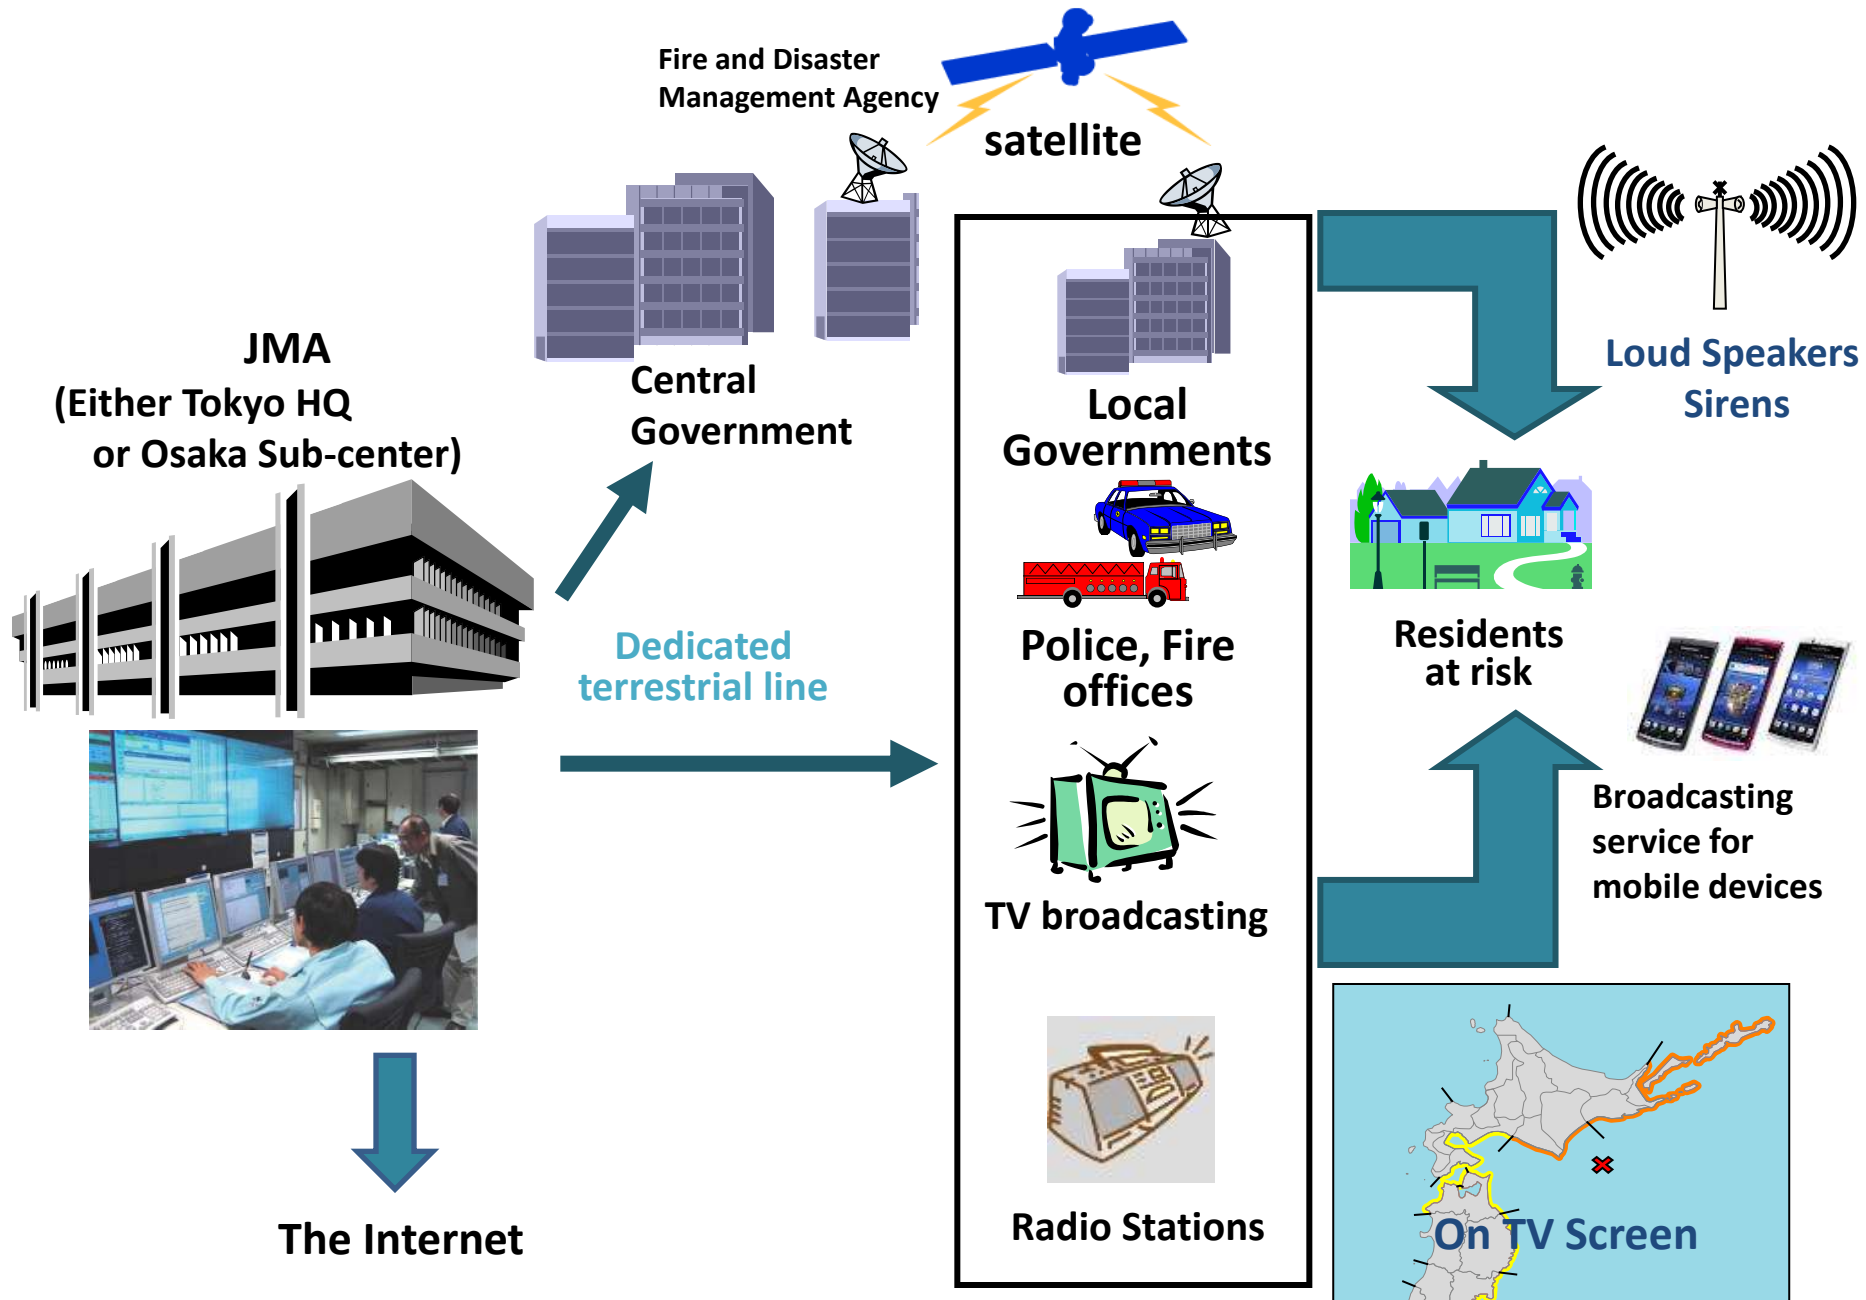 Fire and Disaster
Management Agency
satellite
JMA
(Either Tokyo HQ
or Osaka Sub-center)
Central
Government
Local
Governments
Loud Speakers
Sirens
Dedicated
terrestrial line
Police, Fire
offices
Residents
at risk
Broadcasting
service for
mobile devices
TV broadcasting
Radio Stations
The Internet
On TV Screen